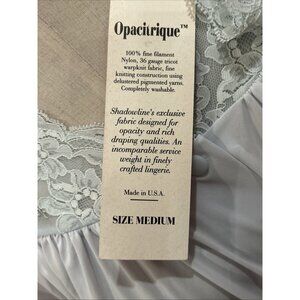 Opacitrique™
100% fine filament
Nylon, 36 gauge tricot
warpknit fabric, fine
knitting construction using
delustered pigmented yarns.
Completely washable.
Shadowline's exclusive
fabric designed for
opacity and rich
draping qualities. An
incomparable service
weight in finely
crafted lingerie.
Made in U.S.A.
SIZE MEDIUM